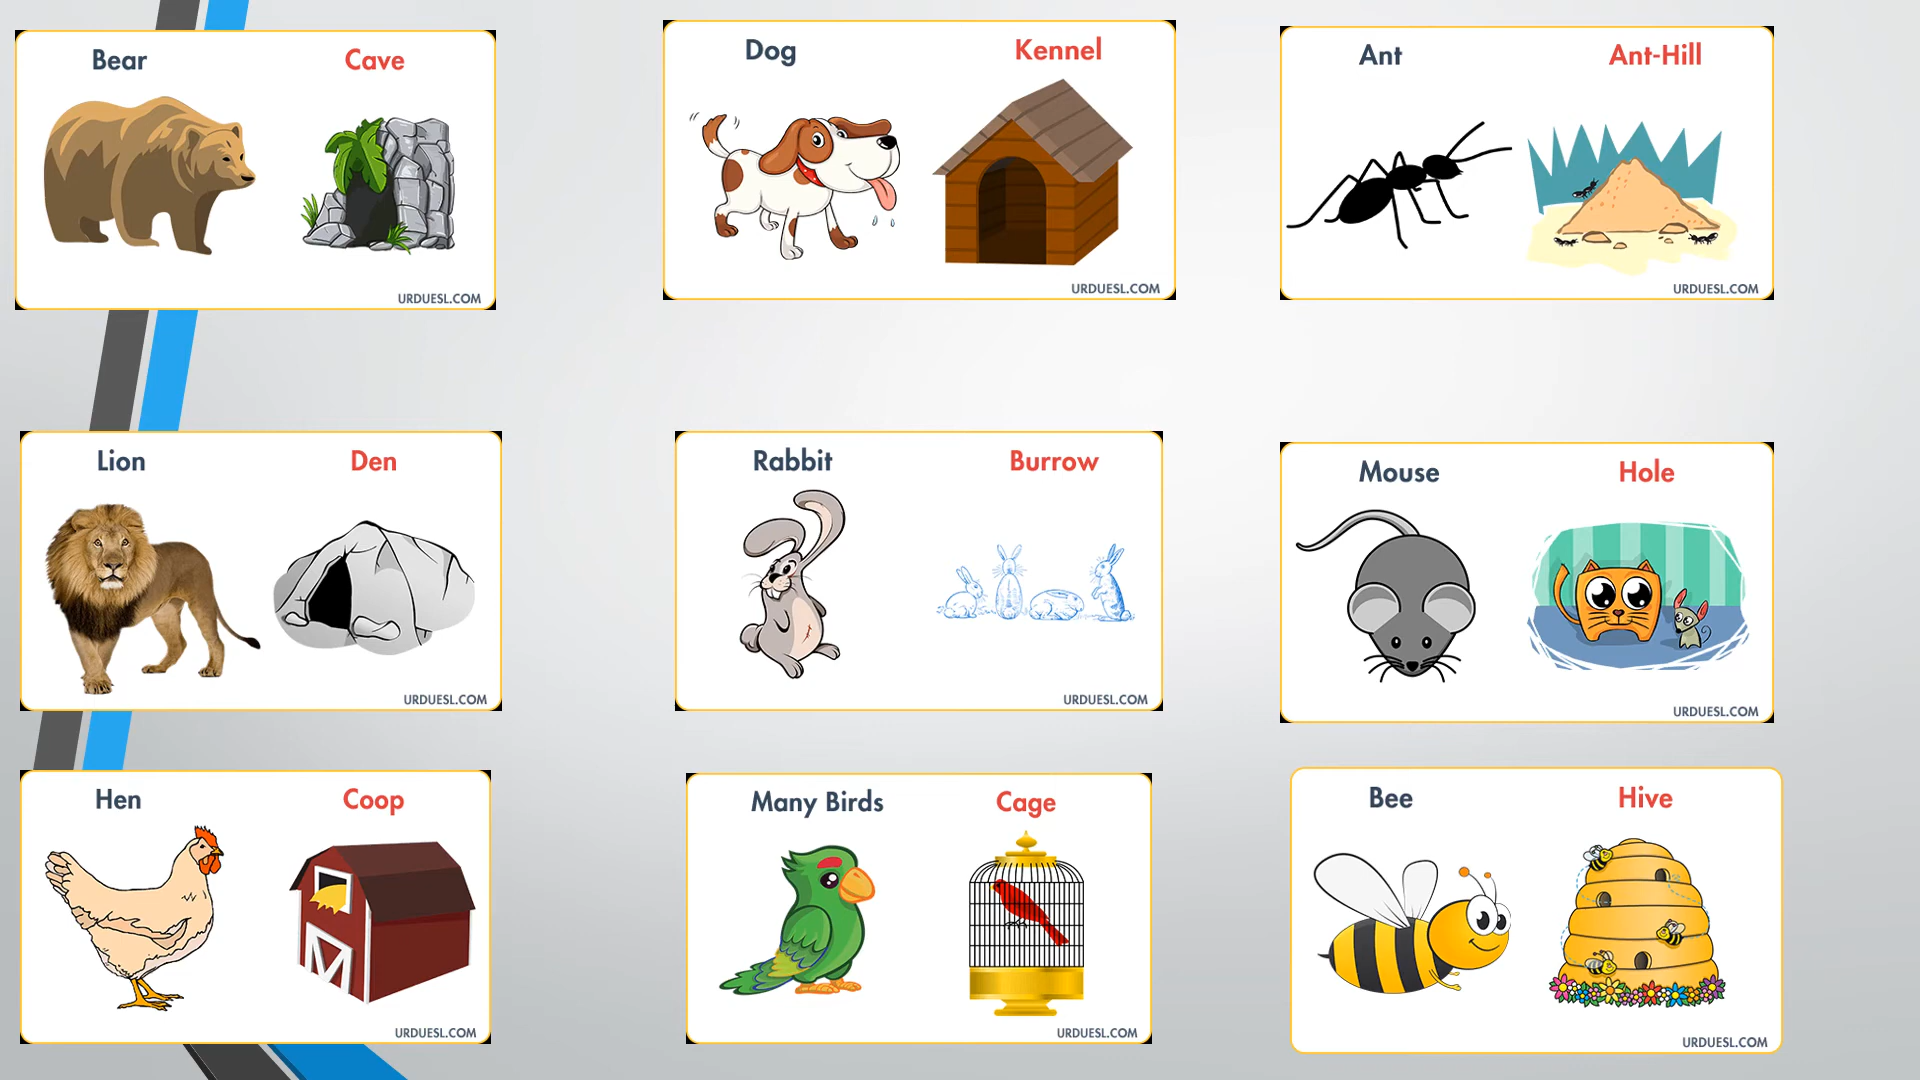 Bear Cave
URDUESL.COM
Dog Kennel
URDUESL.COM
Ant Ant-Hill
URDUESL.COM
Lion Den
URDUESL.COM
Rabbit Burrow
URDUESL.COM
Mouse Hole
URDUESL.COM
Hen Coop
URDUESL.COM
Many Birds Cage
URDUESL.COM
Bee Hive
URDUESL.COM